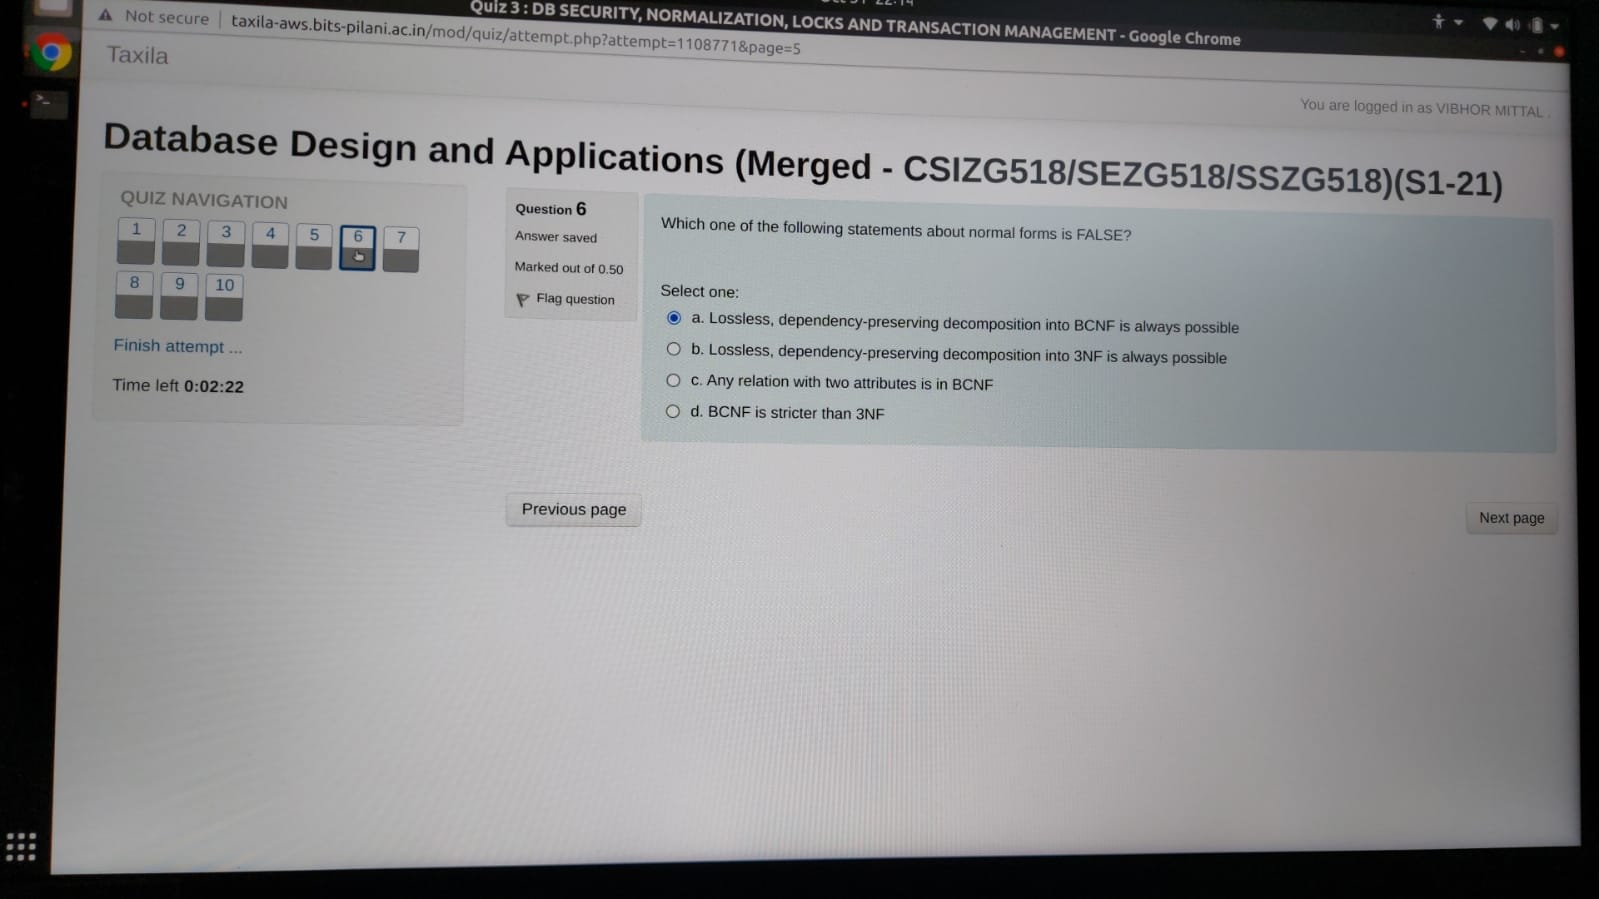 Quiz 3 : DB SECURITY, NORMALIZATION, LOCKS AND TRANSACTION MANAGEMENT - Google Chrome
Not secure | taxila-aws.bits-pilani.ac.in/mod/quiz/attempt.php?attempt=1108771&page=5
Taxila
You are logged in as VIBHOR MITTAL .
Database Design and Applications (Merged - CSIZG518/SEZG518/SSZG518)(S1-21)
QUIZ NAVIGATION
1 2 3 4 5 6 7
8 9 10
Finish attempt ...
Time left 0:02:22
Question 6
Answer saved
Marked out of 0.50
Flag question
Which one of the following statements about normal forms is FALSE?
Select one:
a. Lossless, dependency-preserving decomposition into BCNF is always possible
b. Lossless, dependency-preserving decomposition into 3NF is always possible
c. Any relation with two attributes is in BCNF
d. BCNF is stricter than 3NF
Previous page
Next page